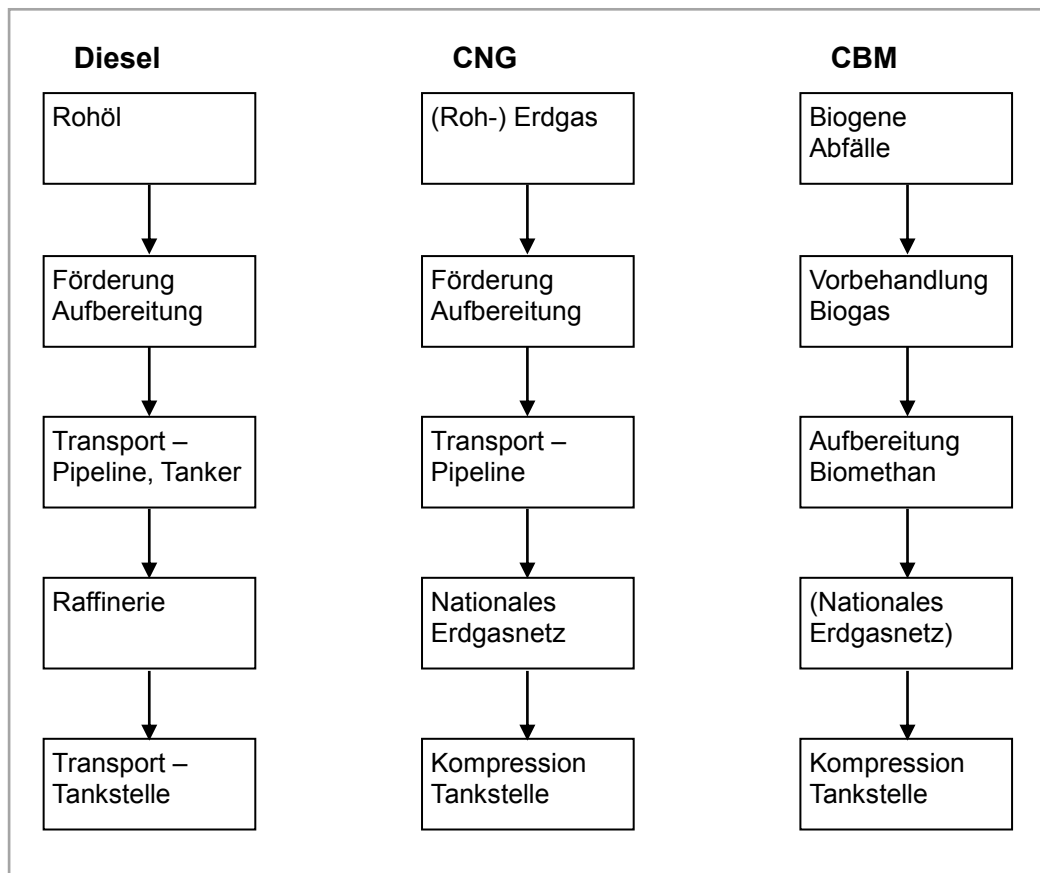 Diesel
CNG
CBM
Rohöl
(Roh-) Erdgas
Biogene
Abfälle
Förderung
Aufbereitung
Förderung
Aufbereitung
Vorbehandlung
Biogas
Transport –
Pipeline, Tanker
Transport –
Pipeline
Aufbereitung
Biomethan
Raffinerie
Nationales
Erdgasnetz
(Nationales
Erdgasnetz)
Transport –
Tankstelle
Kompression
Tankstelle
Kompression
Tankstelle